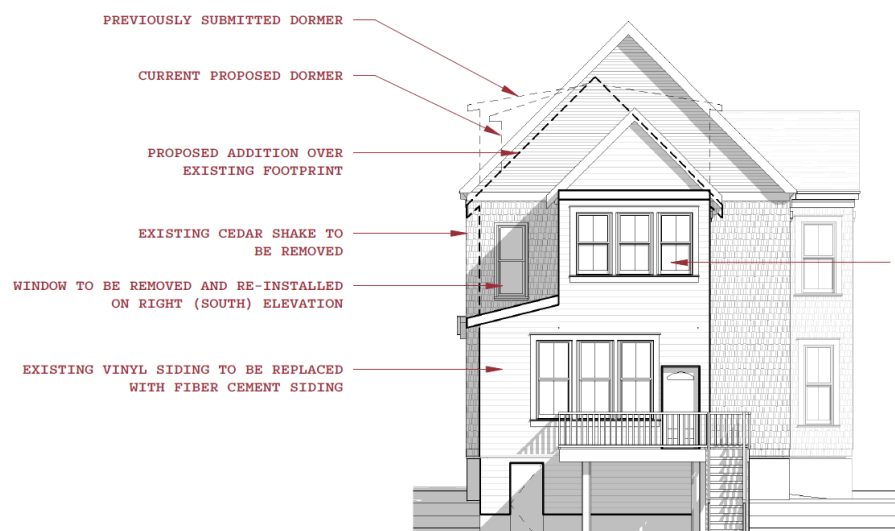 PREVIOUSLY SUBMITTED DORMER
CURRENT PROPOSED DORMER
PROPOSED ADDITION OVER
EXISTING FOOTPRINT
EXISTING CEDAR SHAKE TO
BE REMOVED
WINDOW TO BE REMOVED AND RE-INSTALLED
ON RIGHT (SOUTH) ELEVATION
EXISTING VINYL SIDING TO BE REPLACED
WITH FIBER CEMENT SIDING